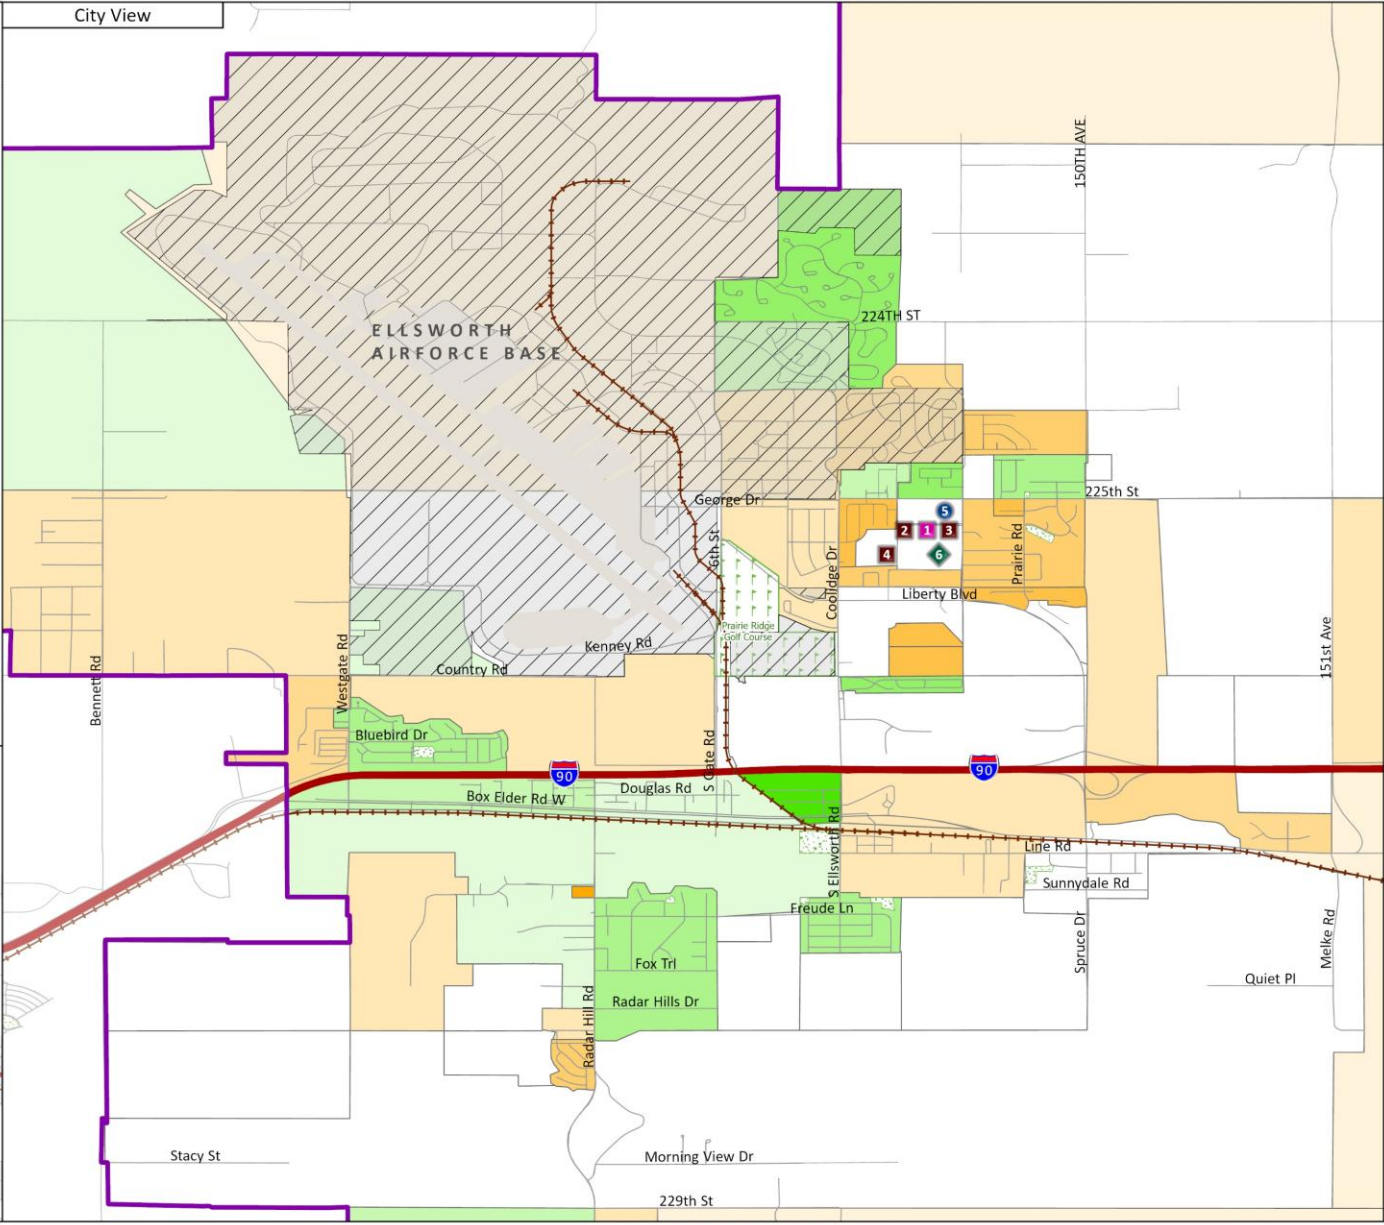 City View
150TH AVE
224TH ST
ELLSWORTH
AIRFORCE BASE
225th St
George Dr
5
2
1
3
4
6
6th St
Coolidge Dr
Prairie Rd
Liberty Blvd
Prairie Ridge
Golf Course
Kenney Rd
Country Rd
Westgate Rd
Bennett Rd
151st Ave
Bluebird Dr
S Gate Rd
90
90
Douglas Rd
Box Elder Rd W
S Ellsworth Rd
Line Rd
Sunnydale Rd
Freude Ln
Spruce Dr
Melke Rd
Fox Trl
Quiet Pl
Radar Hills Dr
Radar Hill Rd
Stacy St
Morning View Dr
229th St